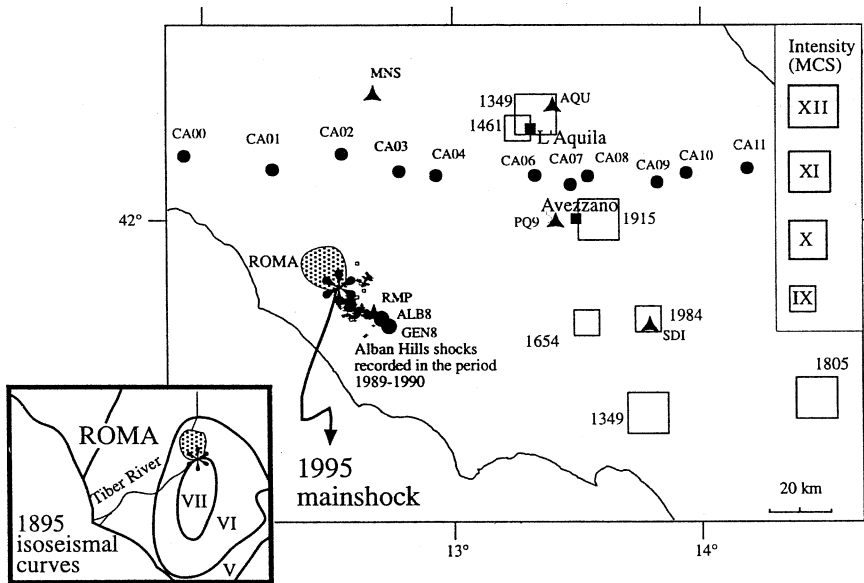 Intensity
(MCS)
XII
XI
X
IX
MNS
1349
AQU
1461
L'Aquila
CA00
CA01
CA02
CA03
CA04
CA06
CA07
CA08
CA09
CA10
CA11
42°
Avezzano
PQ9
1915
ROMA
RMP
ALB8
GEN8
Alban Hills shocks
recorded in the period
1989-1990
1654
1984
SDI
1805
1349
1995
mainshock
20 km
13°
14°
ROMA
Tiber River
VII
VI
V
1895
isoseismal
curves